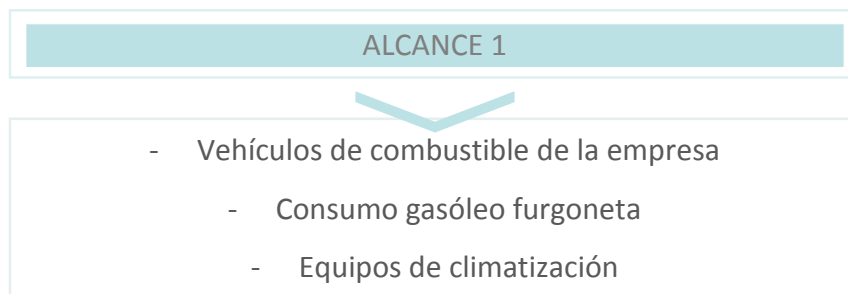 ALCANCE 1
- Vehículos de combustible de la empresa
- Consumo gasóleo furgoneta
- Equipos de climatización